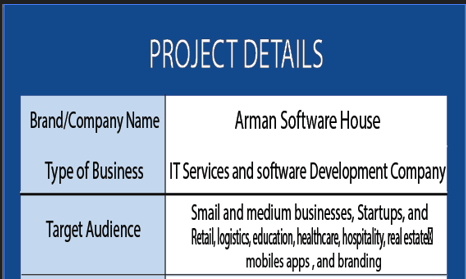 PROJECT DETAILS
Brand/Company Name
Arman Software House
Type of Business
IT Services and software Development Company
Target Audience
Smail and medium businesses, Startups, and
Retail, logistics, education, healthcare, hospitality, real estate
mobiles apps , and branding